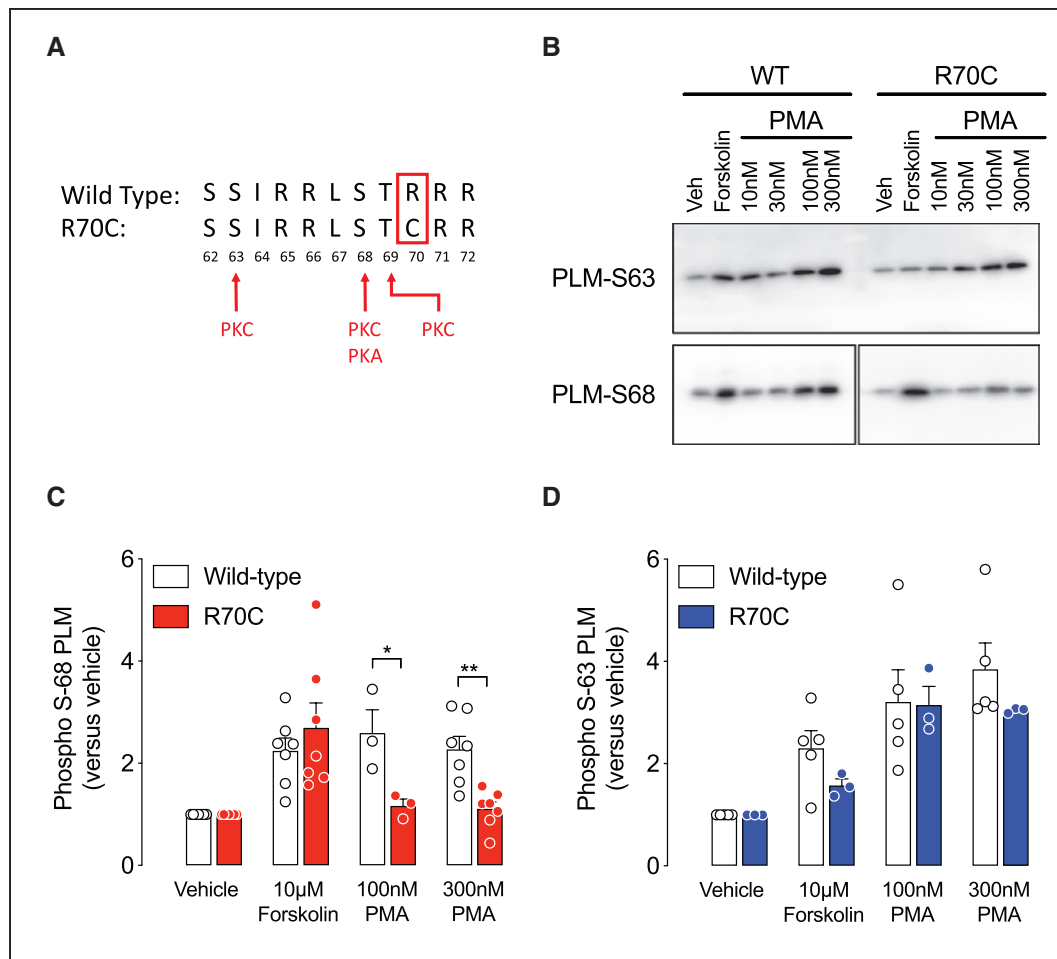 A
Wild Type: S S I R R L S T R R R
R70C: S S I R R L S T C R R
62 63 64 65 66 67 68 69 70 71 72
PKC PKC PKC
PKA
B
WT R70C
PMA PMA
Veh Forskolin 10nM 30nM 100nM 300nM Veh Forskolin 10nM 30nM 100nM 300nM
PLM-S63
PLM-S68
C
Phospho S-68 PLM
(versus vehicle)
6
4
2
0
Wild-type
R70C
* **
Vehicle 10µM Forskolin 100nM PMA 300nM PMA
D
Phospho S-63 PLM
(versus vehicle)
6
4
2
0
Wild-type
R70C
Vehicle 10µM Forskolin 100nM PMA 300nM PMA